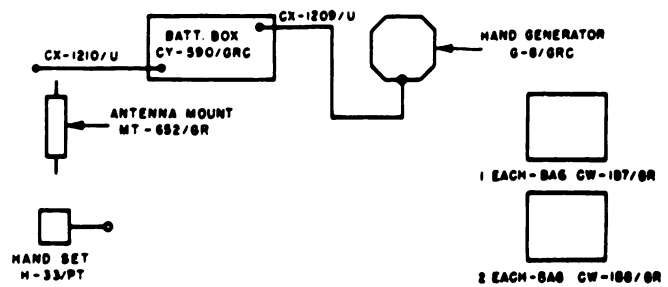 CX-1209/U
BATT. BOX
CY-590/GRC
CX-1210/U
HAND GENERATOR
G-8/GRC
ANTENNA MOUNT
MT-652/GR
1 EACH-BAG CW-187/GR
HAND SET
H-33/PT
2 EACH-BAG CW-188/GR